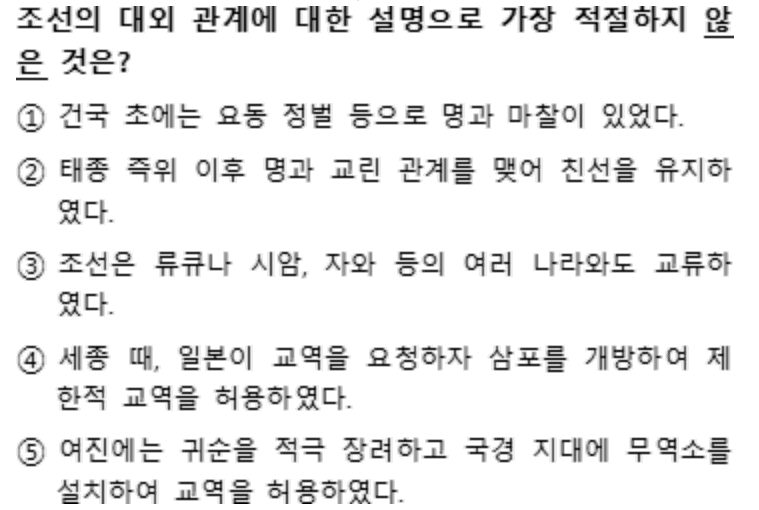 조선의 대외 관계에 대한 설명으로 가장 적절하지 않
은 것은?
① 건국 초에는 요동 정벌 등으로 명과 마찰이 있었다.
② 태종 즉위 이후 명과 교린 관계를 맺어 친선을 유지하
였다.
③ 조선은 류큐나 시암, 자와 등의 여러 나라와도 교류하
였다.
④ 세종 때, 일본이 교역을 요청하자 삼포를 개방하여 제
한적 교역을 허용하였다.
⑤ 여진에는 귀순을 적극 장려하고 국경 지대에 무역소를
설치하여 교역을 허용하였다.